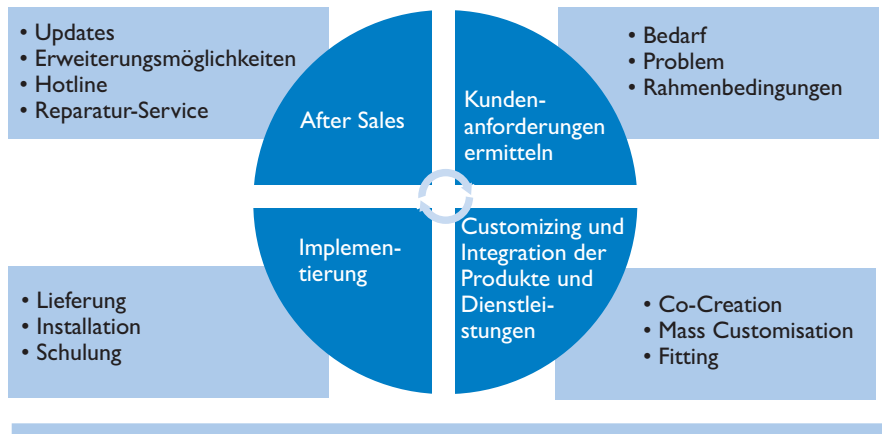 • Updates
• Erweiterungsmöglichkeiten
• Hotline
• Reparatur-Service
After Sales
• Bedarf
• Problem
• Rahmenbedingungen
Kunden-
anforderungen
ermitteln
Implemen-
tierung
• Lieferung
• Installation
• Schulung
Customizing und
Integration der
Produkte und
Dienstlei-
stungen
• Co-Creation
• Mass Customisation
• Fitting